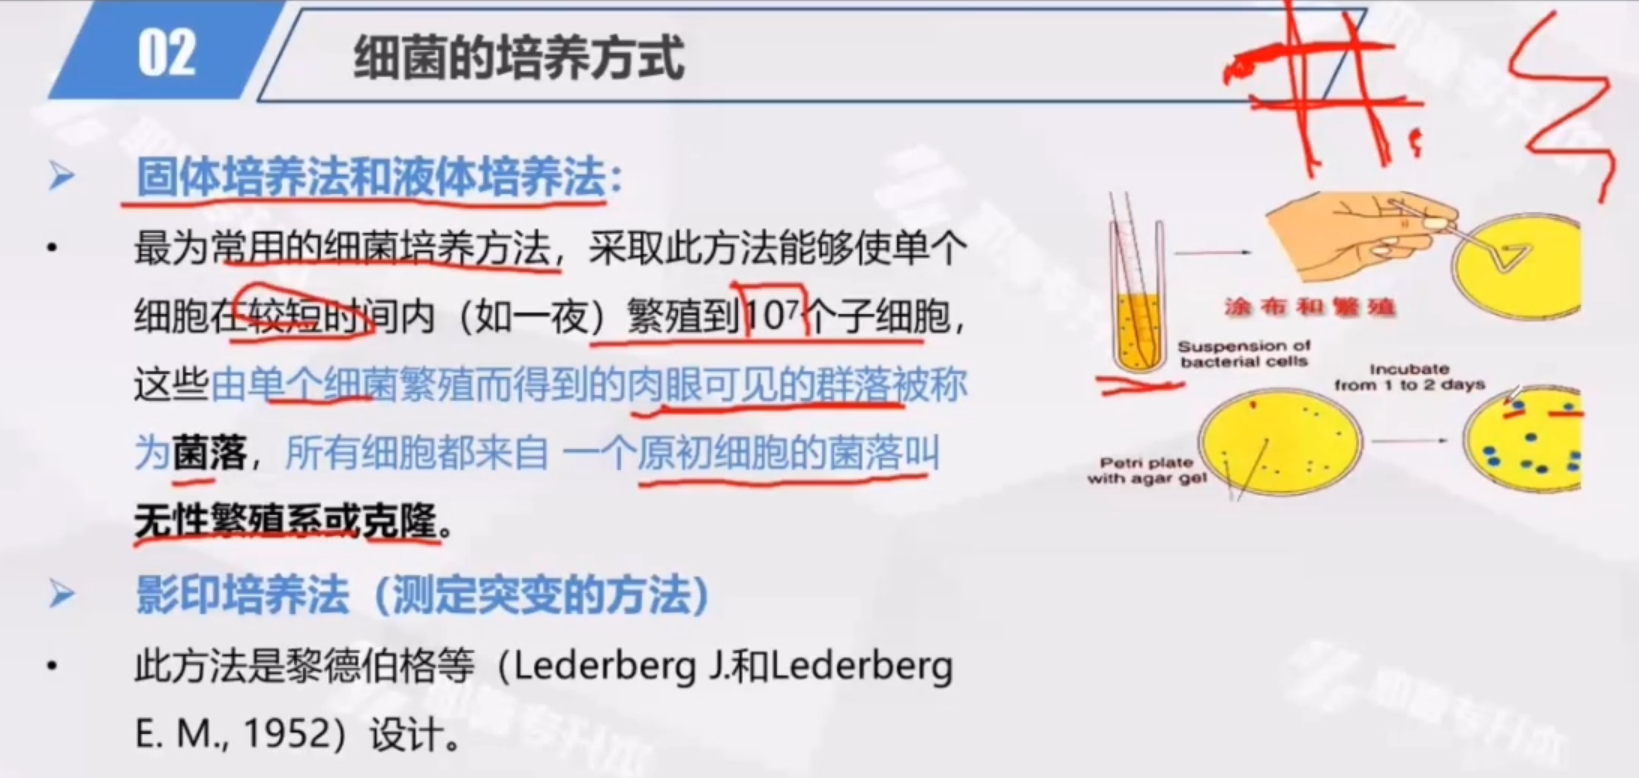 02
细菌的培养方式
固体培养法和液体培养法：
• 最为常用的细菌培养方法，采取此方法能够使单个
细胞在较短时间内（如一夜）繁殖到10⁷个子细胞，
这些由单个细菌繁殖而得到的肉眼可见的群落被称
为菌落，所有细胞都来自 一个原初细胞的菌落叫
无性繁殖系或克隆。
影印培养法（测定突变的方法）
• 此方法是黎德伯格等（Lederberg J.和Lederberg
E. M., 1952）设计。
涂布和繁殖
Suspension of
bacterial cells
Incubate
from 1 to 2 days
Petri plate
with agar gel